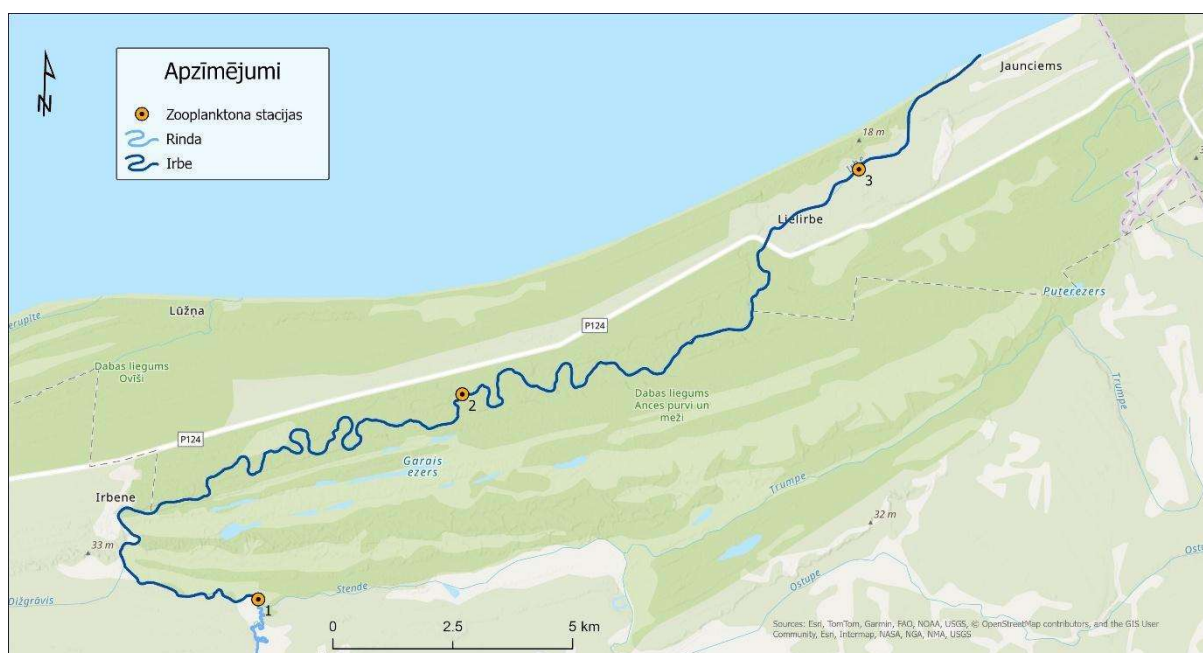 N
Apzīmējumi
Zooplanktona stacijas
Rinda
Irbe
Jaunciems
18 m
3
Lielirbe
Lūžņa
P124
Puterezers
Dabas liegums
Ovīši
2
Dabas liegums
Ances purvi un
meži
Trumpe
P124
Garais
ezers
Trumpe
Irbene
32 m
33 m
Stende
Ostupe
Dižgrāvis
1
0 2.5 5 km
Sources: Esri, TomTom, Garmin, FAO, NOAA, USGS, © OpenStreetMap contributors, and the GIS User
Community, Esri, Intermap, NASA, NGA, NMA, USGS